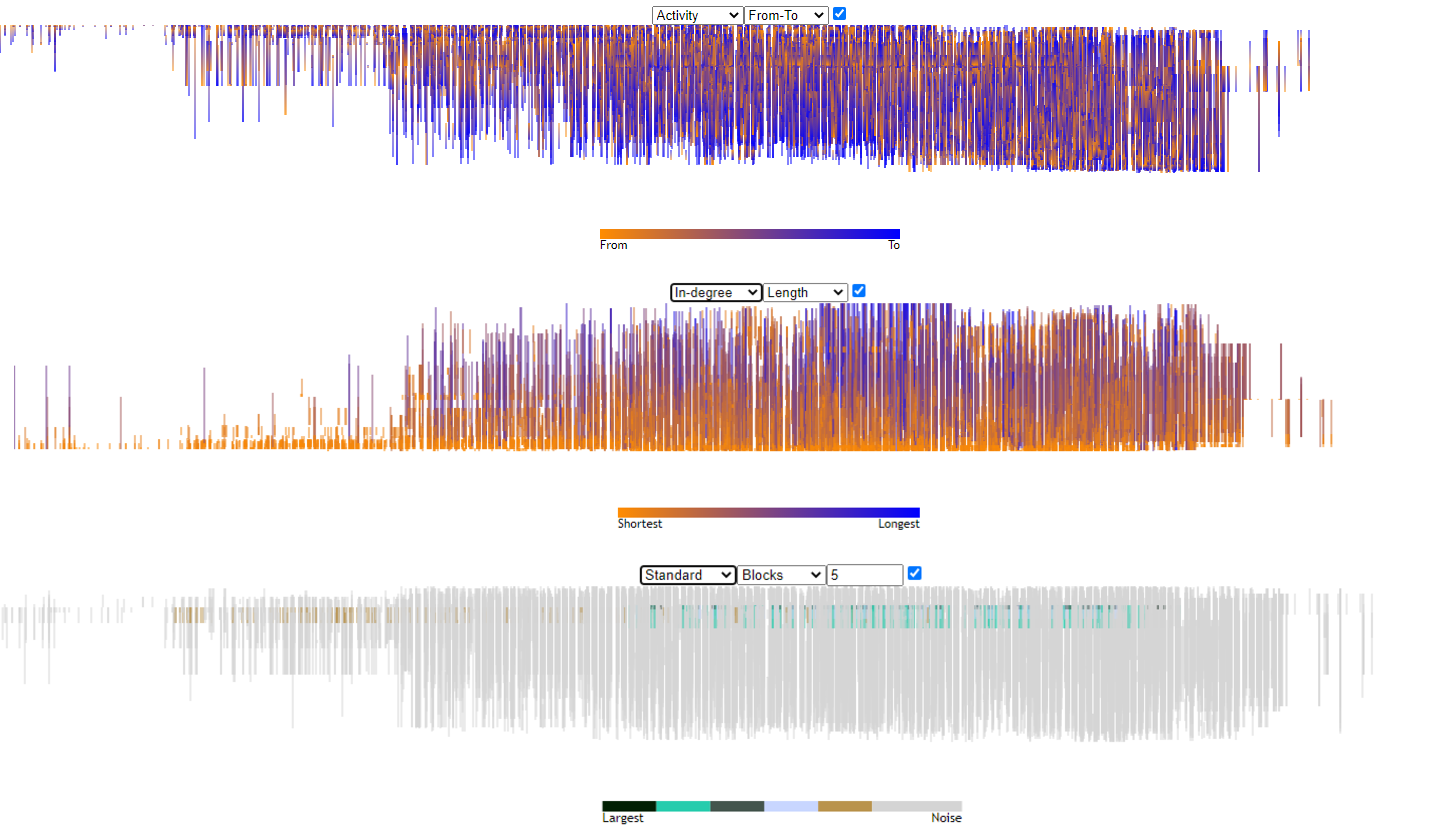 Activity From-To
From To
In-degree Length
Shortest Longest
Standard Blocks 5
Largest Noise